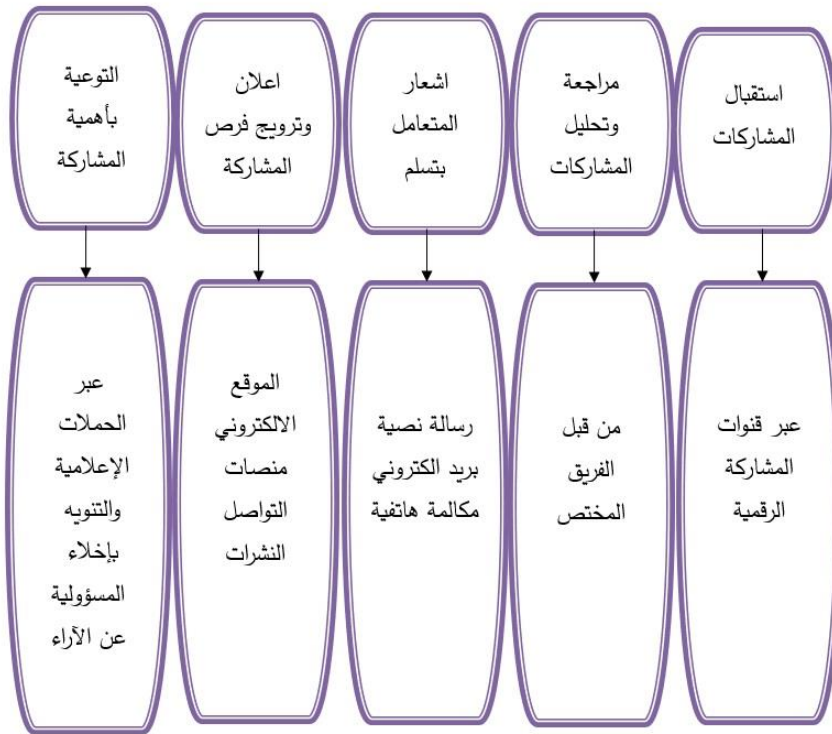 استقبال
المشاركات
مراجعة
وتحليل
المشاركات
اشعار
المتعامل
بتسلم
اعلان
وترويج فرص
المشاركة
التوعية
بأهمية
المشاركة
عبر قنوات
المشاركة
الرقمية
من قبل
الفريق
المختص
رسالة نصية
بريد الكتروني
مكالمة هاتفية
الموقع
الالكتروني
منصات
التواصل
النشرات
عبر
الحملات
الإعلامية
والتنويه
بإخلاء
المسؤولية
عن الآراء